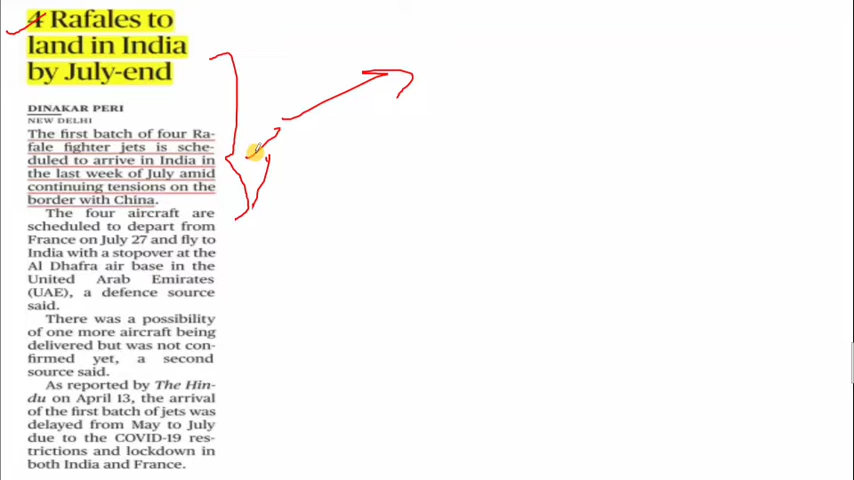 4 Rafales to
land in India
by July-end
DINAKAR PERI
NEW DELHI
The first batch of four Ra-
fale fighter jets is sche-
duled to arrive in India in
the last week of July amid
continuing tensions on the
border with China.
The four aircraft are
scheduled to depart from
France on July 27 and fly to
India with a stopover at the
Al Dhafra air base in the
United Arab Emirates
(UAE), a defence source
said.
There was a possibility
of one more aircraft being
delivered but was not con-
firmed yet, a second
source said.
As reported by The Hin-
du on April 13, the arrival
of the first batch of jets was
delayed from May to July
due to the COVID-19 res-
trictions and lockdown in
both India and France.